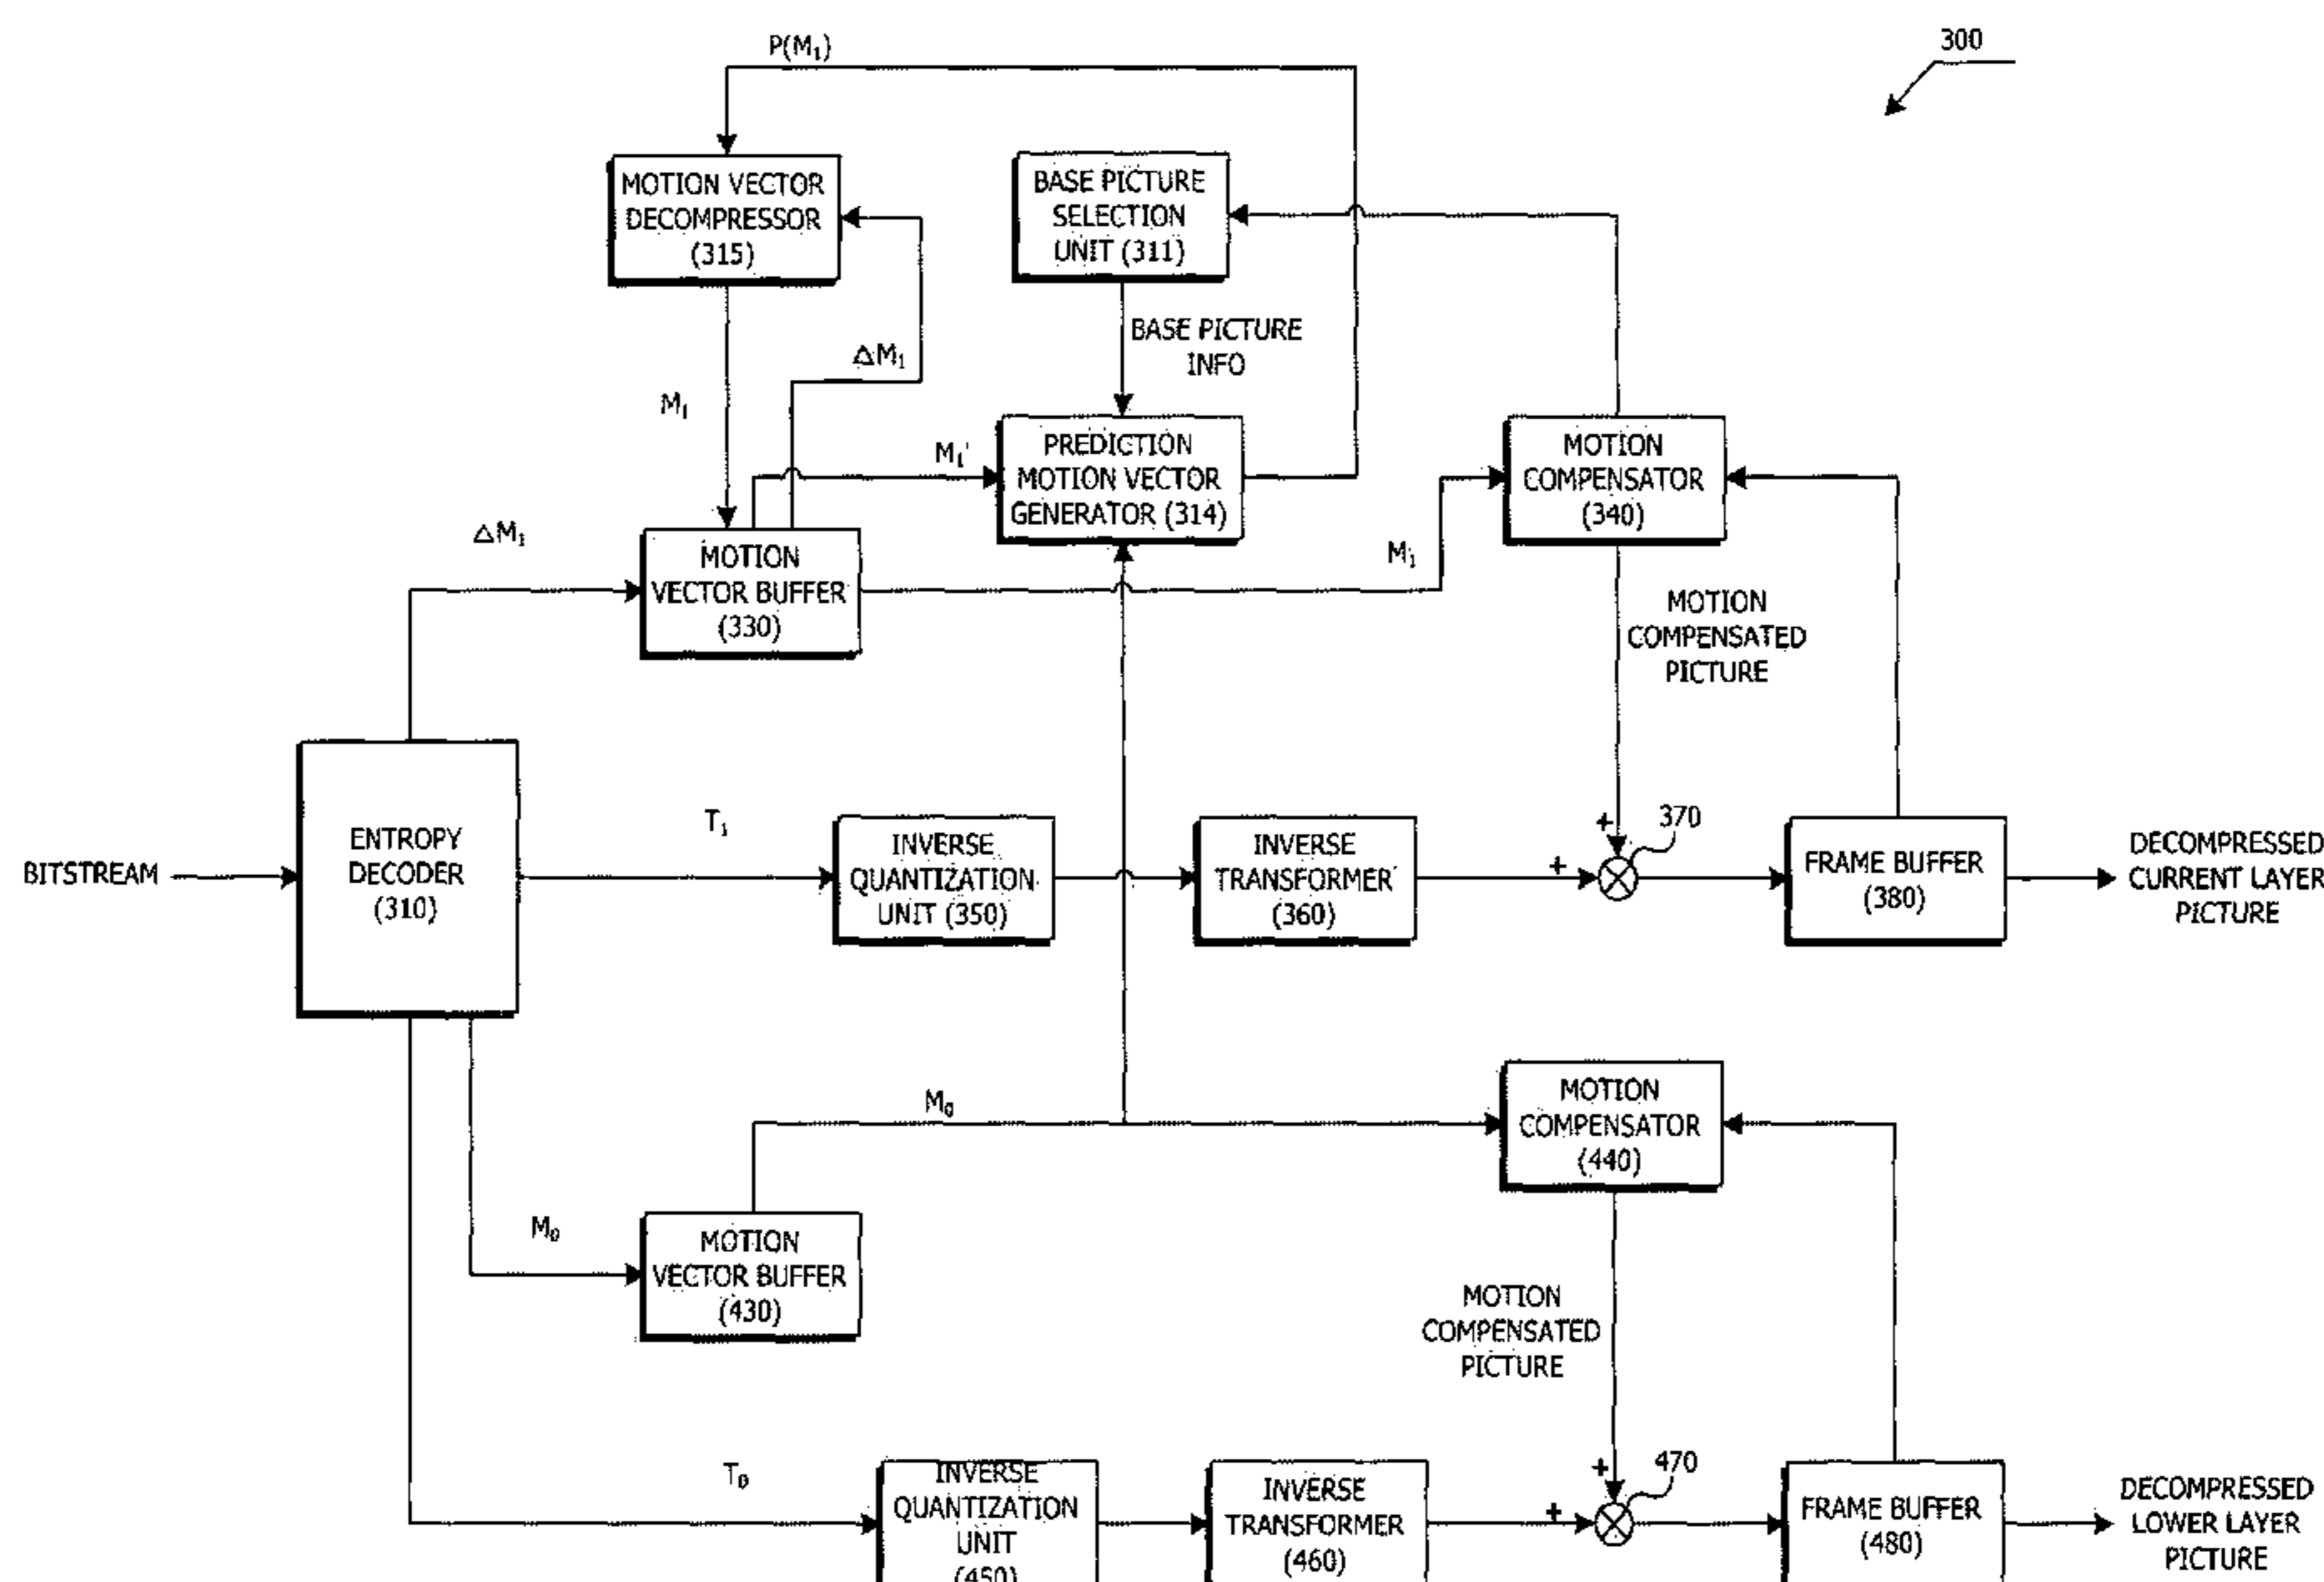 P(M₁)
300
MOTION VECTOR
DECOMPRESSOR
(315)
BASE PICTURE
SELECTION
UNIT (311)
BASE PICTURE
INFO
ΔM₁
M₁
M₁'
PREDICTION
MOTION VECTOR
GENERATOR (314)
MOTION
COMPENSATOR
(340)
ΔM₁
MOTION
VECTOR BUFFER
(330)
M₁
MOTION
COMPENSATED
PICTURE
BITSTREAM
ENTROPY
DECODER
(310)
T₁
INVERSE
QUANTIZATION
UNIT (350)
INVERSE
TRANSFORMER
(360)
+
+
370
FRAME BUFFER
(380)
DECOMPRESSED
CURRENT LAYER
PICTURE
M₀
MOTION
COMPENSATOR
(440)
M₀
MOTION
VECTOR BUFFER
(430)
MOTION
COMPENSATED
PICTURE
T₀
INVERSE
QUANTIZATION
UNIT
(450)
INVERSE
TRANSFORMER
(460)
+
+
470
FRAME BUFFER
(480)
DECOMPRESSED
LOWER LAYER
PICTURE